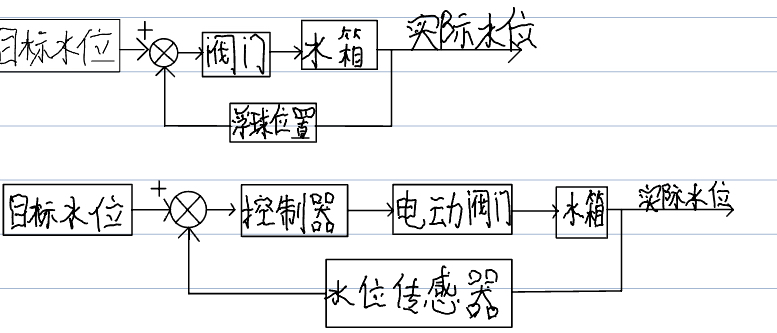 目标水位
+
阀门
水箱
实际水位
浮球位置
目标水位
+
控制器
电动阀门
水箱
实际水位
水位传感器